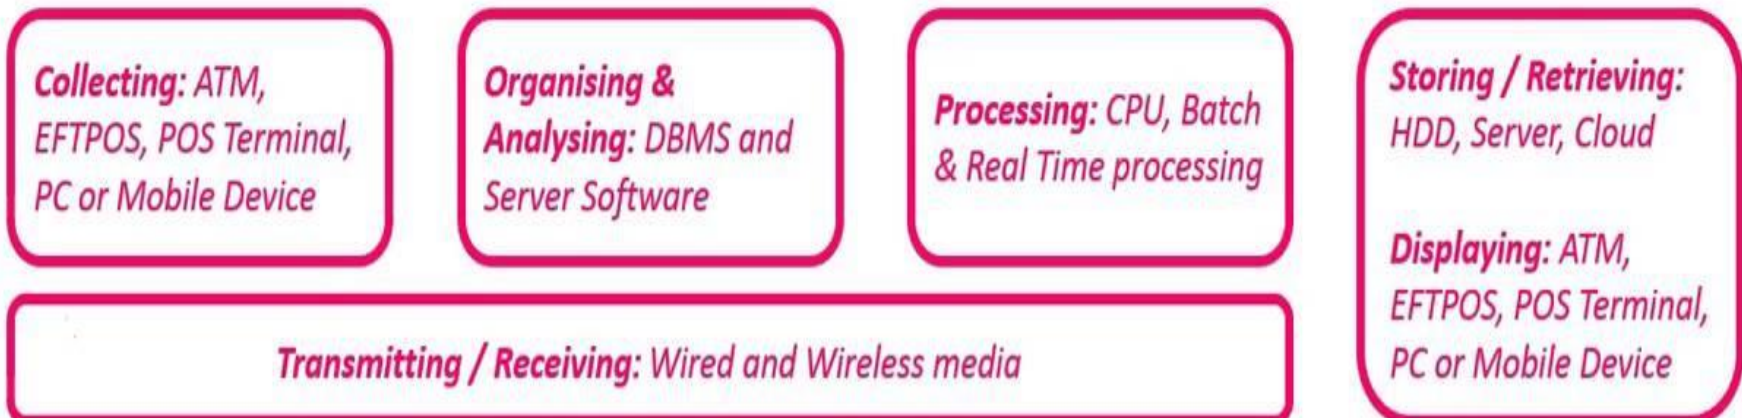 Collecting: ATM,
EFTPOS, POS Terminal,
PC or Mobile Device
Organising &
Analysing: DBMS and
Server Software
Processing: CPU, Batch
& Real Time processing
Storing / Retrieving:
HDD, Server, Cloud
Displaying: ATM,
EFTPOS, POS Terminal,
PC or Mobile Device
Transmitting / Receiving: Wired and Wireless media